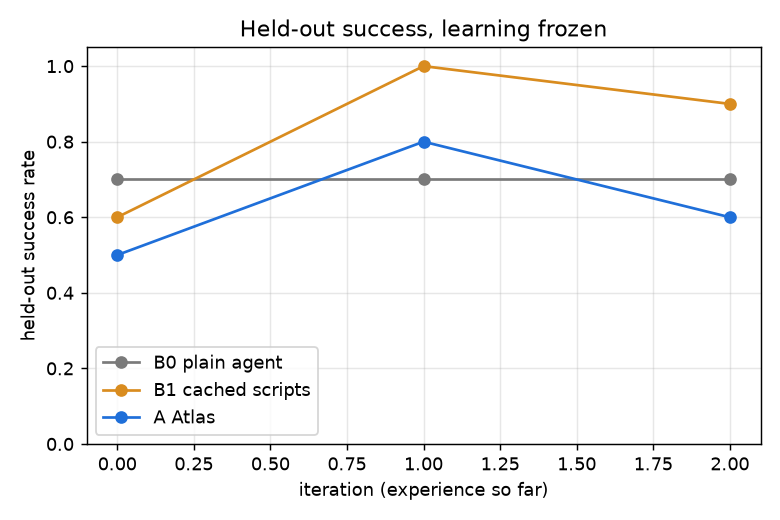 Held-out success, learning frozen
held-out success rate
1.0
0.8
0.6
0.4
0.2
0.0
B0 plain agent
B1 cached scripts
A Atlas
0.00 0.25 0.50 0.75 1.00 1.25 1.50 1.75 2.00
iteration (experience so far)